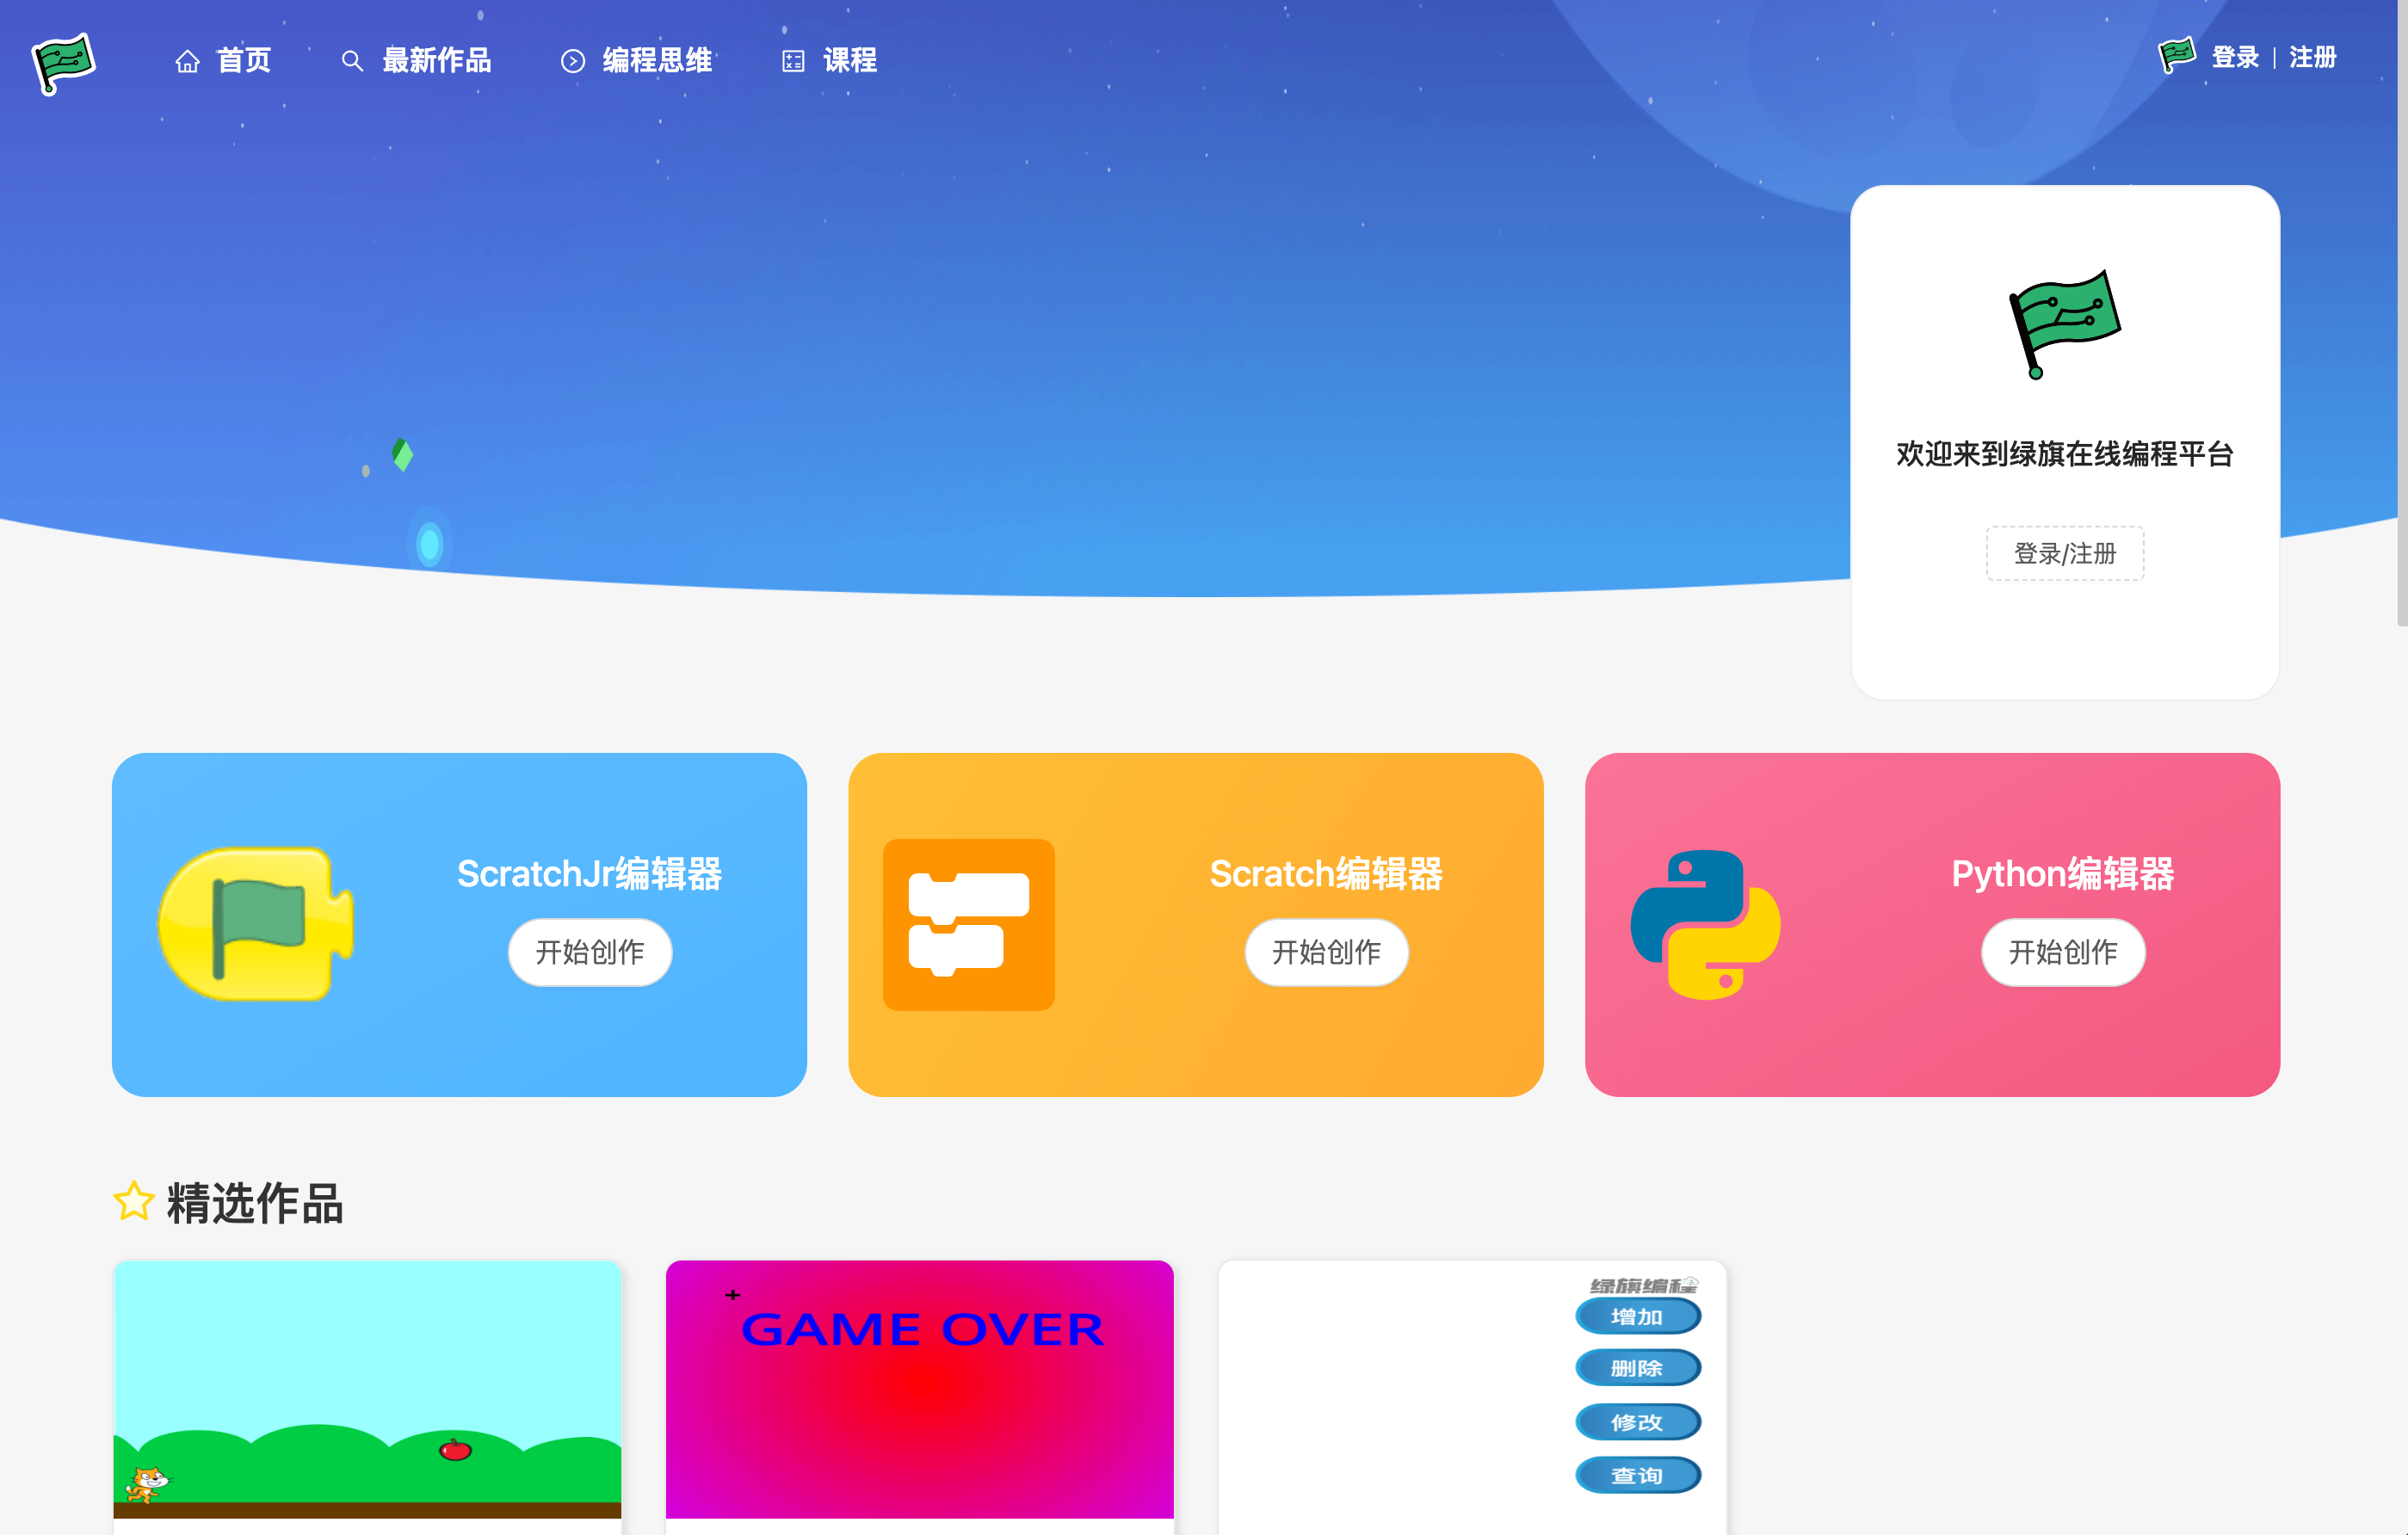 首页
最新作品
编程思维
课程
登录 | 注册
欢迎来到绿旗在线编程平台
登录/注册
ScratchJr编辑器
开始创作
Scratch编辑器
开始创作
Python编辑器
开始创作
精选作品
GAME OVER
绿旗编程
增加
删除
修改
查询